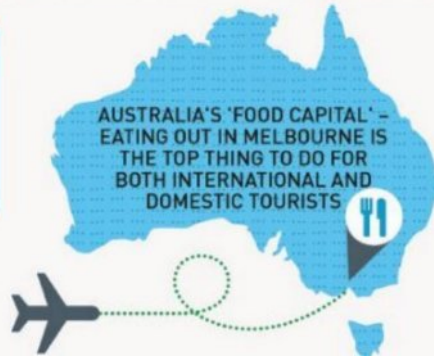 AUSTRALIA'S 'FOOD CAPITAL' –
EATING OUT IN MELBOURNE IS
THE TOP THING TO DO FOR
BOTH INTERNATIONAL AND
DOMESTIC TOURISTS